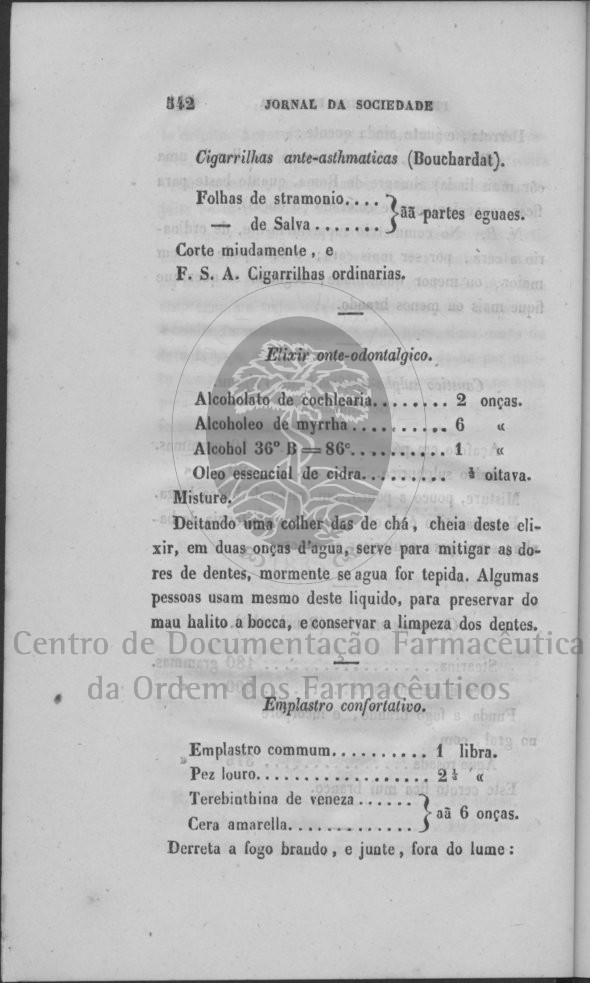 342 JORNAL DA SOCIEDADE
Cigarrilhas ante-asthmaticas (Bouchardat).
Folhas de stramonio....
— de Salva.......
} ãã partes eguaes.
Corte miudamente, e
F. S. A. Cigarrilhas ordinarias.
Elixir onte-odontalgico.
Alcoholato de cochlearia........ 2 onças.
Alcoholeo de myrrha.......... 6 «
Alcohol 36º B = 86c.......... 1 «
Oleo essencial de cidra......... ½ oitava.
Misture.
Deitando uma colher das de chá, cheia deste eli-
xir, em duas onças d'agua, serve para mitigar as do-
res de dentes, mormente se agua for tepida. Algumas
pessoas usam mesmo deste liquido, para preservar do
mau halito a bocca, e conservar a limpeza dos dentes.
Centro de Documentação Farmacêutica
da Ordem dos Farmacêuticos
Emplastro confortativo.
Emplastro commum.......... 1 libra.
Pez louro.................. 2½ «
Terebinthina de veneza......
Cera amarella.............
} aã 6 onças.
Derreta a fogo brando, e junte, fora do lume: